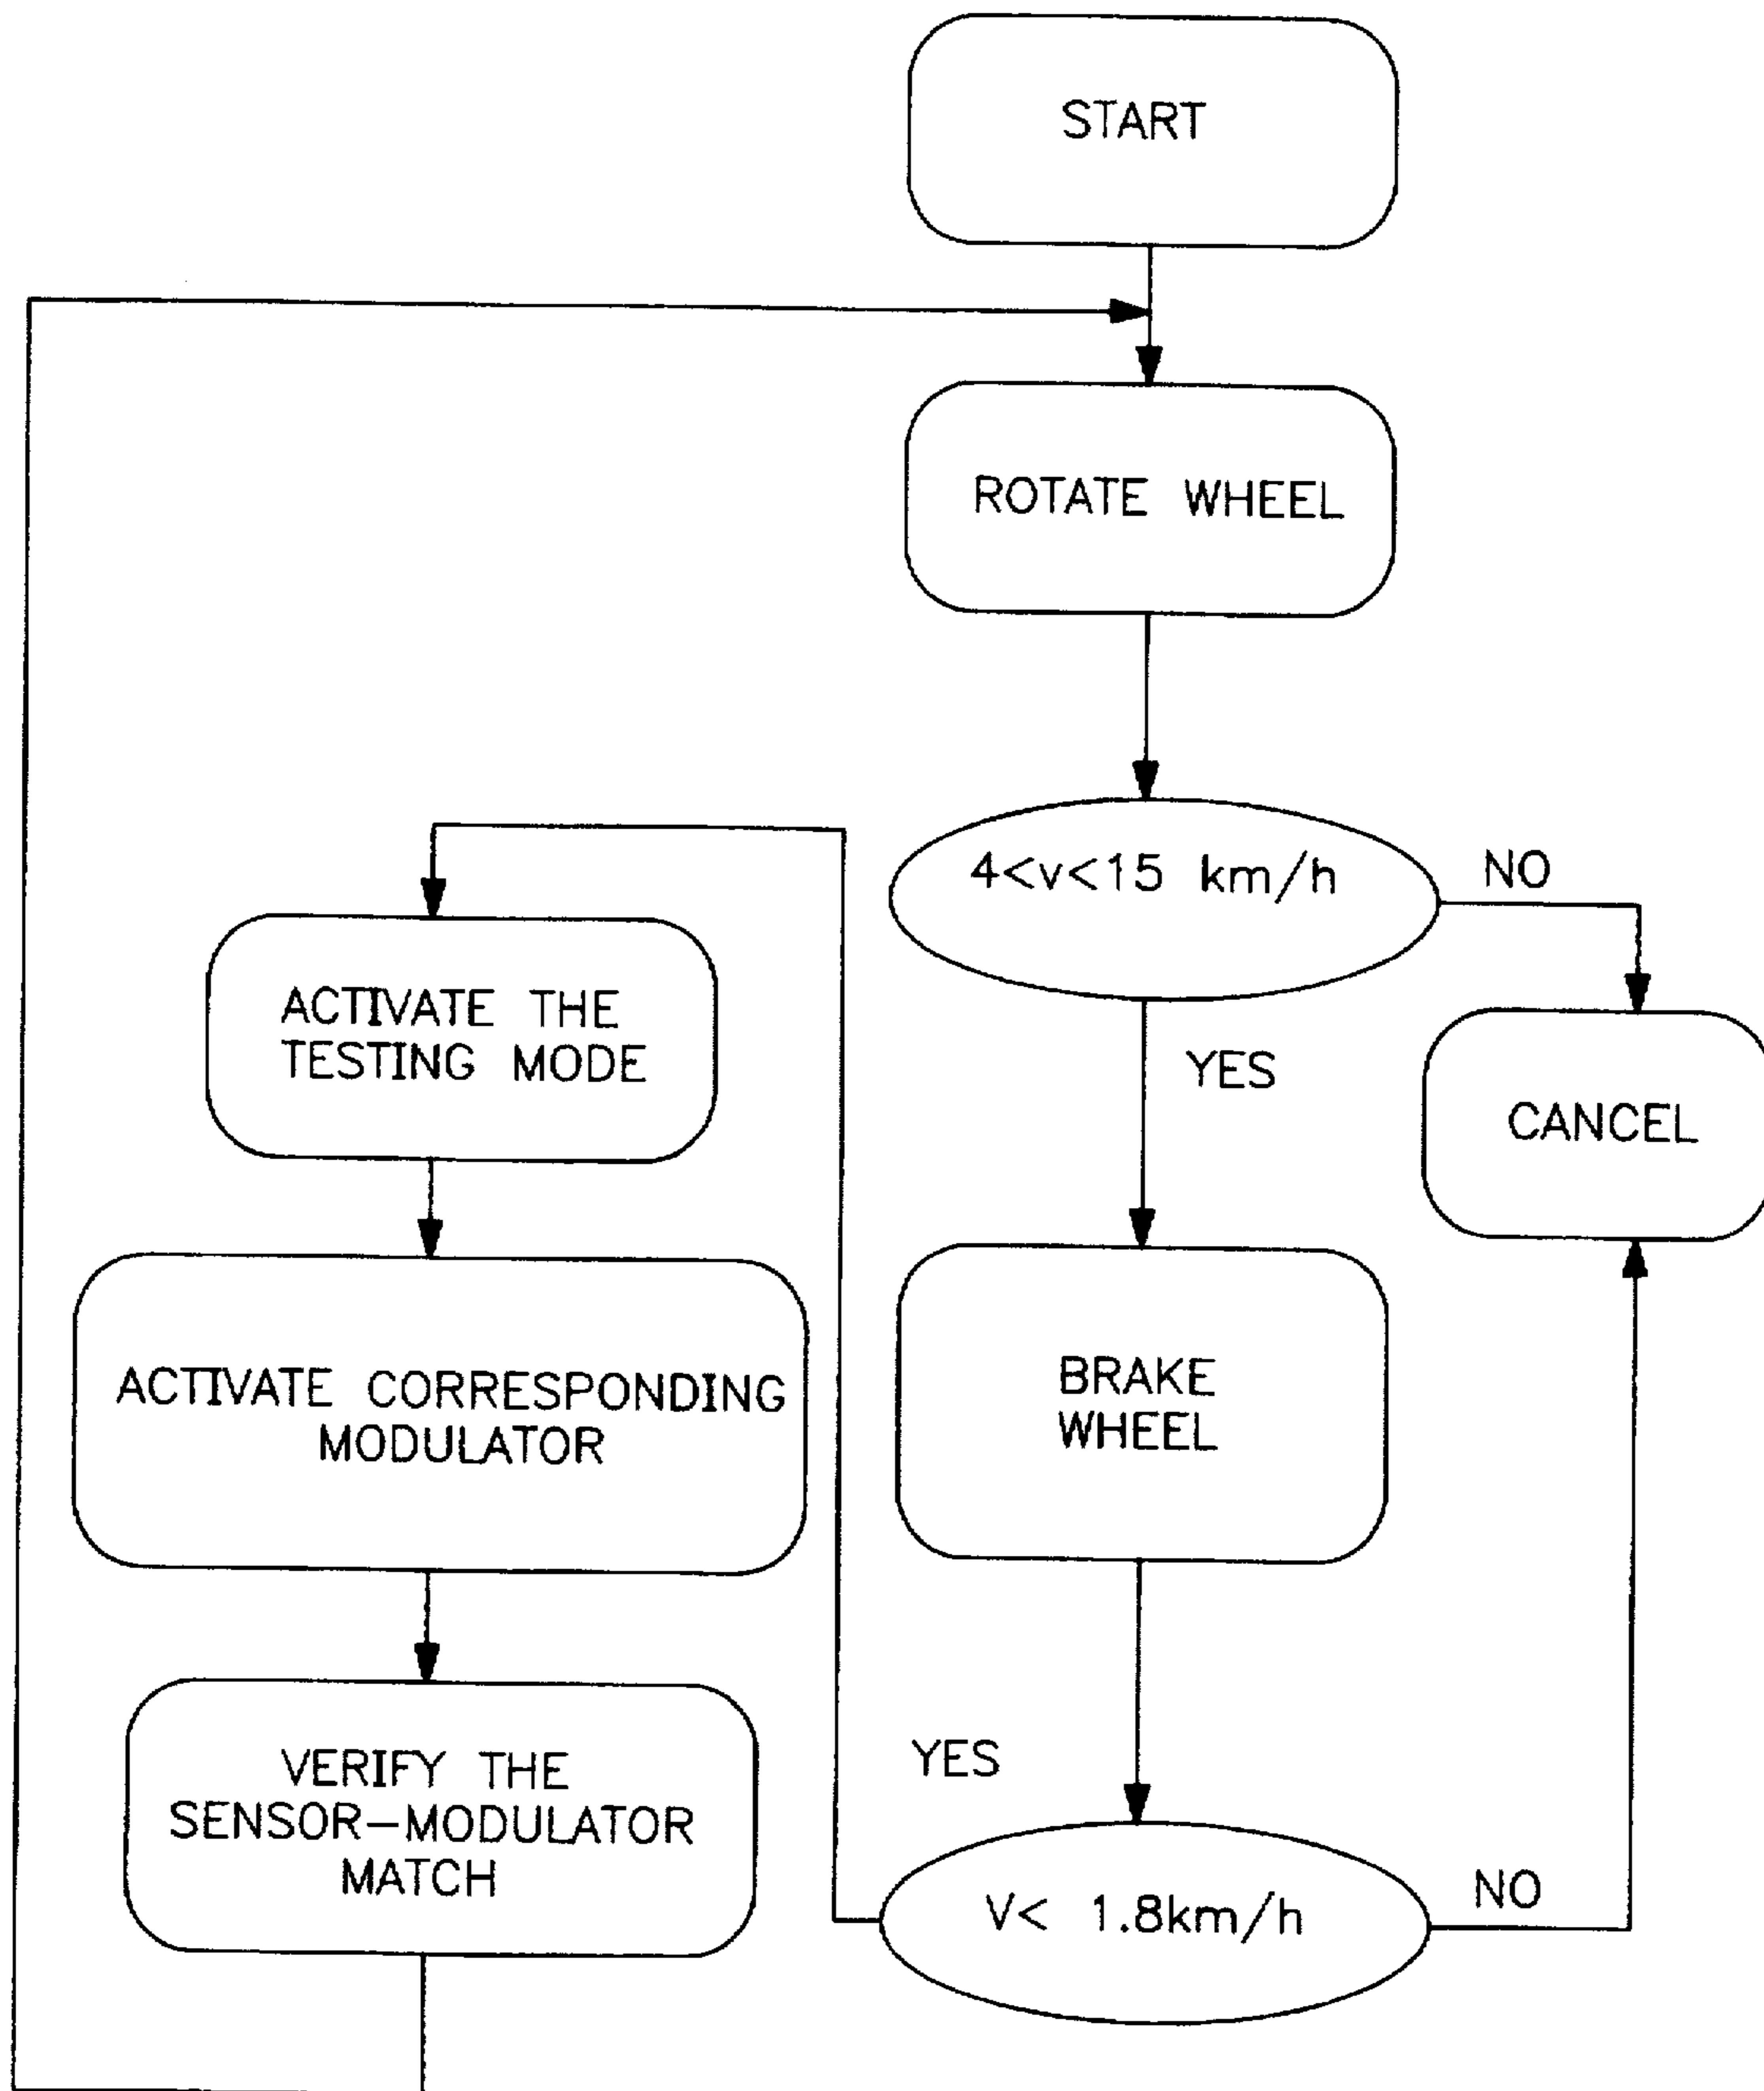 START
ROTATE WHEEL
4<v<15 km/h
NO
YES
CANCEL
BRAKE
WHEEL
V< 1.8km/h
NO
YES
ACTIVATE THE
TESTING MODE
ACTIVATE CORRESPONDING
MODULATOR
VERIFY THE
SENSOR-MODULATOR
MATCH